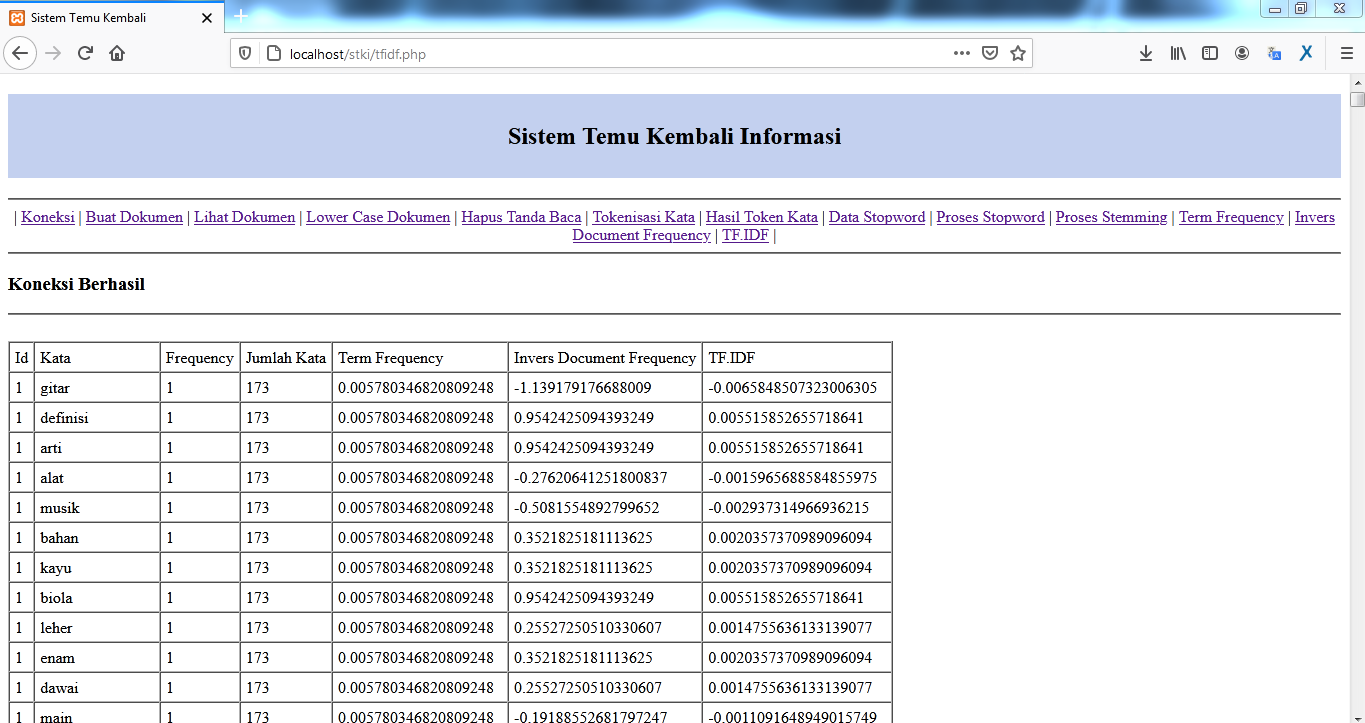 Sistem Temu Kembali
localhost/stki/tfidf.php
Sistem Temu Kembali Informasi
| Koneksi | Buat Dokumen | Lihat Dokumen | Lower Case Dokumen | Hapus Tanda Baca | Tokenisasi Kata | Hasil Token Kata | Data Stopword | Proses Stopword | Proses Stemming | Term Frequency | Invers
Document Frequency | TF.IDF |
Koneksi Berhasil
Id Kata Frequency Jumlah Kata Term Frequency Invers Document Frequency TF.IDF
1 gitar 1 173 0.005780346820809248 -1.139179176688009 -0.0065848507323006305
1 definisi 1 173 0.005780346820809248 0.9542425094393249 0.005515852655718641
1 arti 1 173 0.005780346820809248 0.9542425094393249 0.005515852655718641
1 alat 1 173 0.005780346820809248 -0.27620641251800837 -0.0015965688584855975
1 musik 1 173 0.005780346820809248 -0.5081554892799652 -0.002937314966936215
1 bahan 1 173 0.005780346820809248 0.3521825181113625 0.0020357370989096094
1 kayu 1 173 0.005780346820809248 0.3521825181113625 0.0020357370989096094
1 biola 1 173 0.005780346820809248 0.9542425094393249 0.005515852655718641
1 leher 1 173 0.005780346820809248 0.25527250510330607 0.0014755636133139077
1 enam 1 173 0.005780346820809248 0.3521825181113625 0.0020357370989096094
1 dawai 1 173 0.005780346820809248 0.25527250510330607 0.0014755636133139077
1 main 1 173 0.005780346820809248 -0.19188552681797247 -0.0011091648949015749